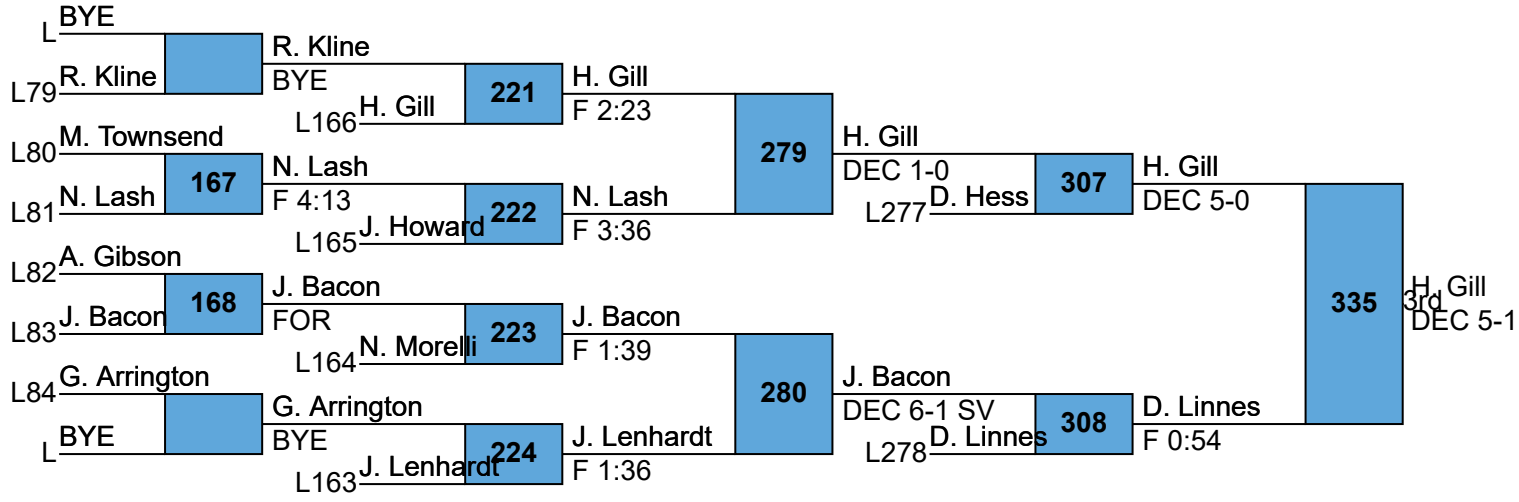 BYE
L
R. Kline
L79
R. Kline
BYE
H. Gill
L166
221
H. Gill
F 2:23
M. Townsend
L80
167
N. Lash
L81
N. Lash
F 4:13
J. Howard
L165
222
N. Lash
F 3:36
279
H. Gill
DEC 1-0
D. Hess
L277
307
H. Gill
DEC 5-0
A. Gibson
L82
168
J. Bacon
L83
J. Bacon
FOR
N. Morelli
L164
223
J. Bacon
F 1:39
G. Arrington
L84
BYE
L
G. Arrington
BYE
J. Lenhardt
L163
224
J. Lenhardt
F 1:36
280
J. Bacon
DEC 6-1 SV
D. Linnes
L278
308
D. Linnes
F 0:54
335
H. Gill
3rd
DEC 5-1